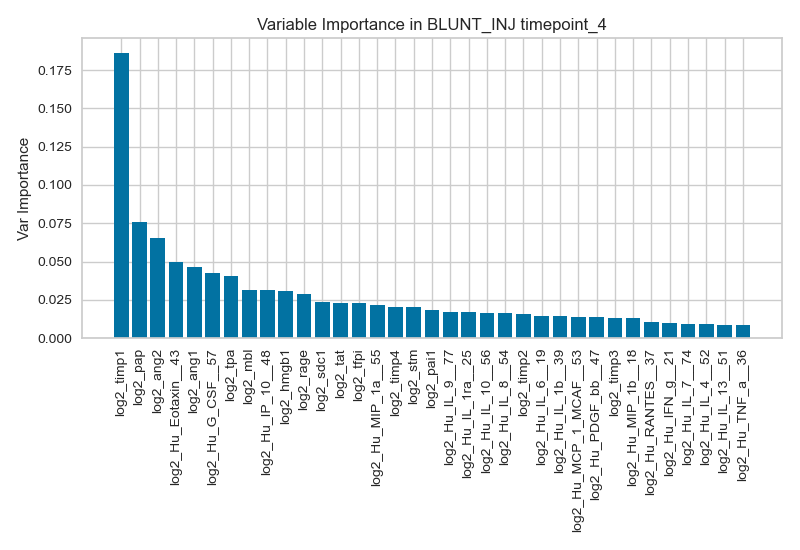 Variable Importance in BLUNT_INJ timepoint_4
Var Importance
0.175
0.150
0.125
0.100
0.075
0.050
0.025
0.000
log2_timp1
log2_pap
log2_ang2
log2_Hu_Eotaxin__43
log2_ang1
log2_Hu_G_CSF__57
log2_tpa
log2_mbl
log2_Hu_IP_10__48
log2_hmgb1
log2_rage
log2_sdc1
log2_tat
log2_tfpi
log2_Hu_MIP_1a__55
log2_timp4
log2_stm
log2_pai1
log2_Hu_IL_9__77
log2_Hu_IL_1ra__25
log2_Hu_IL_10__56
log2_Hu_IL_8__54
log2_timp2
log2_Hu_IL_6__19
log2_Hu_IL_1b__39
log2_Hu_MCP_1_MCAF__53
log2_Hu_PDGF_bb__47
log2_timp3
log2_Hu_MIP_1b__18
log2_Hu_RANTES__37
log2_Hu_IFN_g__21
log2_Hu_IL_7__74
log2_Hu_IL_4__52
log2_Hu_IL_13__51
log2_Hu_TNF_a__36